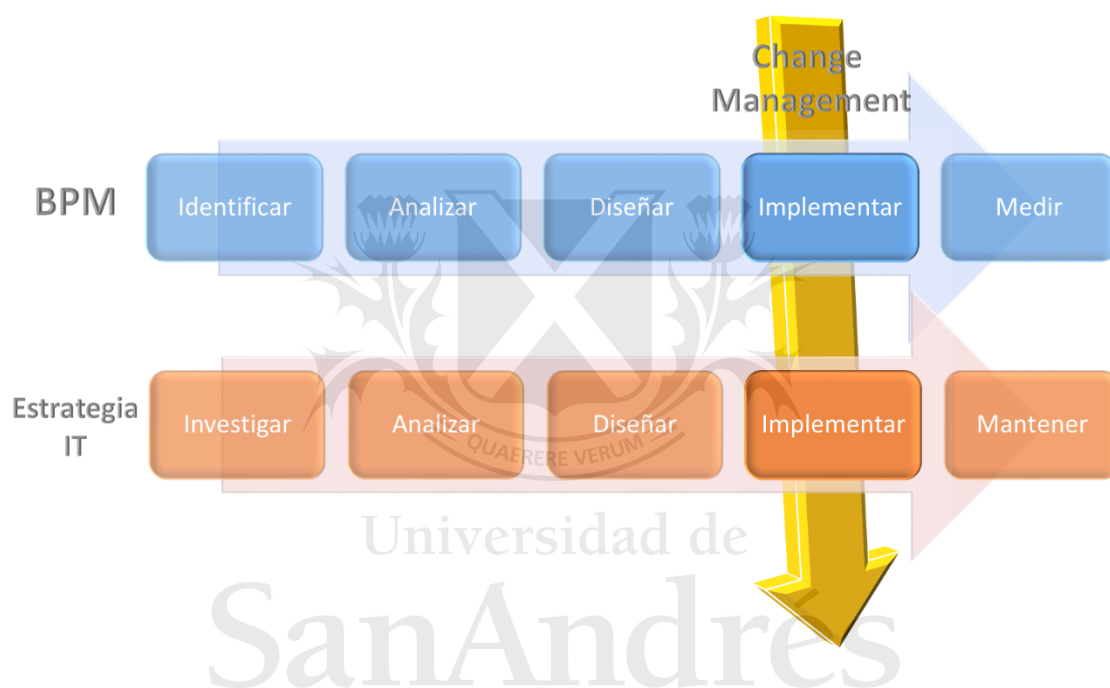 Change
Management
BPM
Identificar
Analizar
Diseñar
Implementar
Medir
Estrategia
IT
Investigar
Analizar
Diseñar
Implementar
Mantener
QUAERERE VERUM
Universidad de
SanAndrés